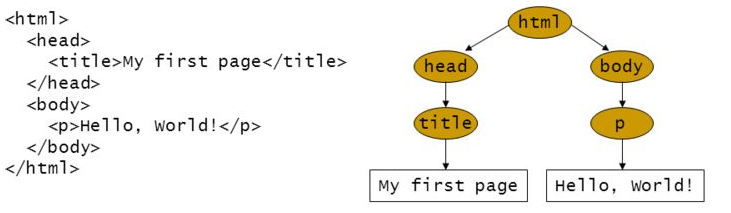 <html>
<head>
<title>My first page</title>
</head>
<body>
<p>Hello, World!</p>
</body>
</html>
html
head
body
title
p
My first page
Hello, World!